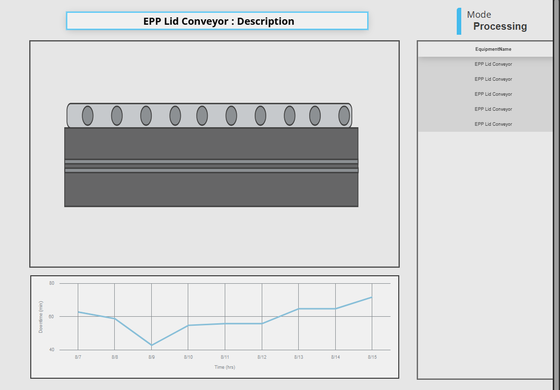 EPP Lid Conveyor : Description
Mode
Processing
EquipmentName
EPP Lid Conveyor
EPP Lid Conveyor
EPP Lid Conveyor
EPP Lid Conveyor
EPP Lid Conveyor
80
60
40
Downtime (min)
8/7
8/8
8/9
8/10
8/11
8/12
8/13
8/14
8/15
Time (hrs)